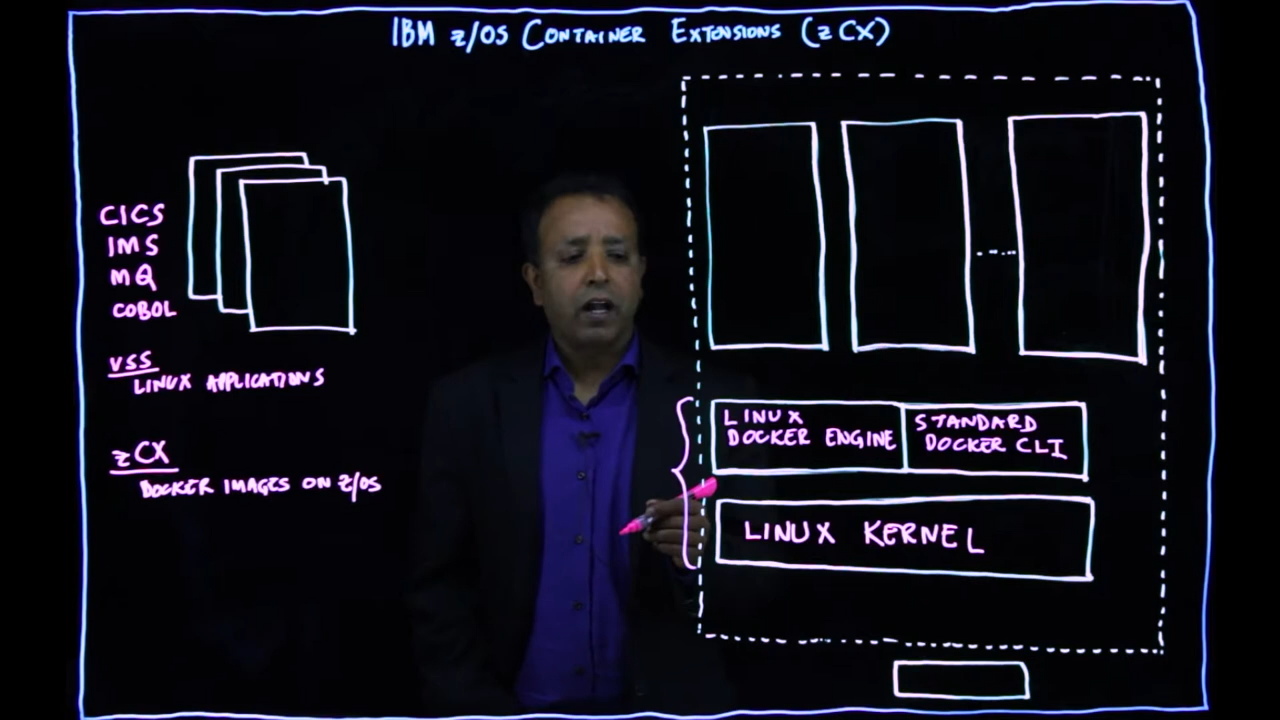 IBM z/OS CONTAINER EXTENSIONS (zCX)
CICS
IMS
MQ
COBOL
VSS
LINUX APPLICATIONS
zCX
DOCKER IMAGES ON Z/OS
LINUX
DOCKER ENGINE
STANDARD
DOCKER CLI
LINUX KERNEL